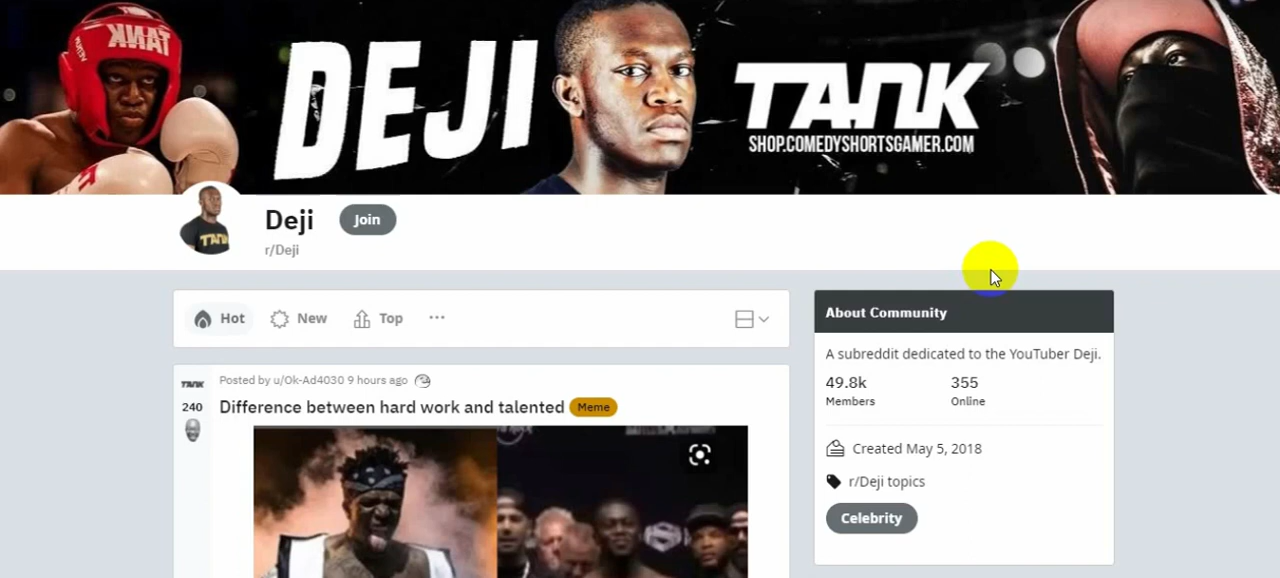 TANK
DEJI
TANK
SHOP.COMEDYSHORTSGAMER.COM
TANK
Deji
Join
r/Deji
Hot
New
Top
About Community
A subreddit dedicated to the YouTuber Deji.
49.8k
355
Members
Online
Created May 5, 2018
r/Deji topics
Celebrity
TANK
Posted by u/Ok-Ad4030 9 hours ago
240
Difference between hard work and talented
Meme